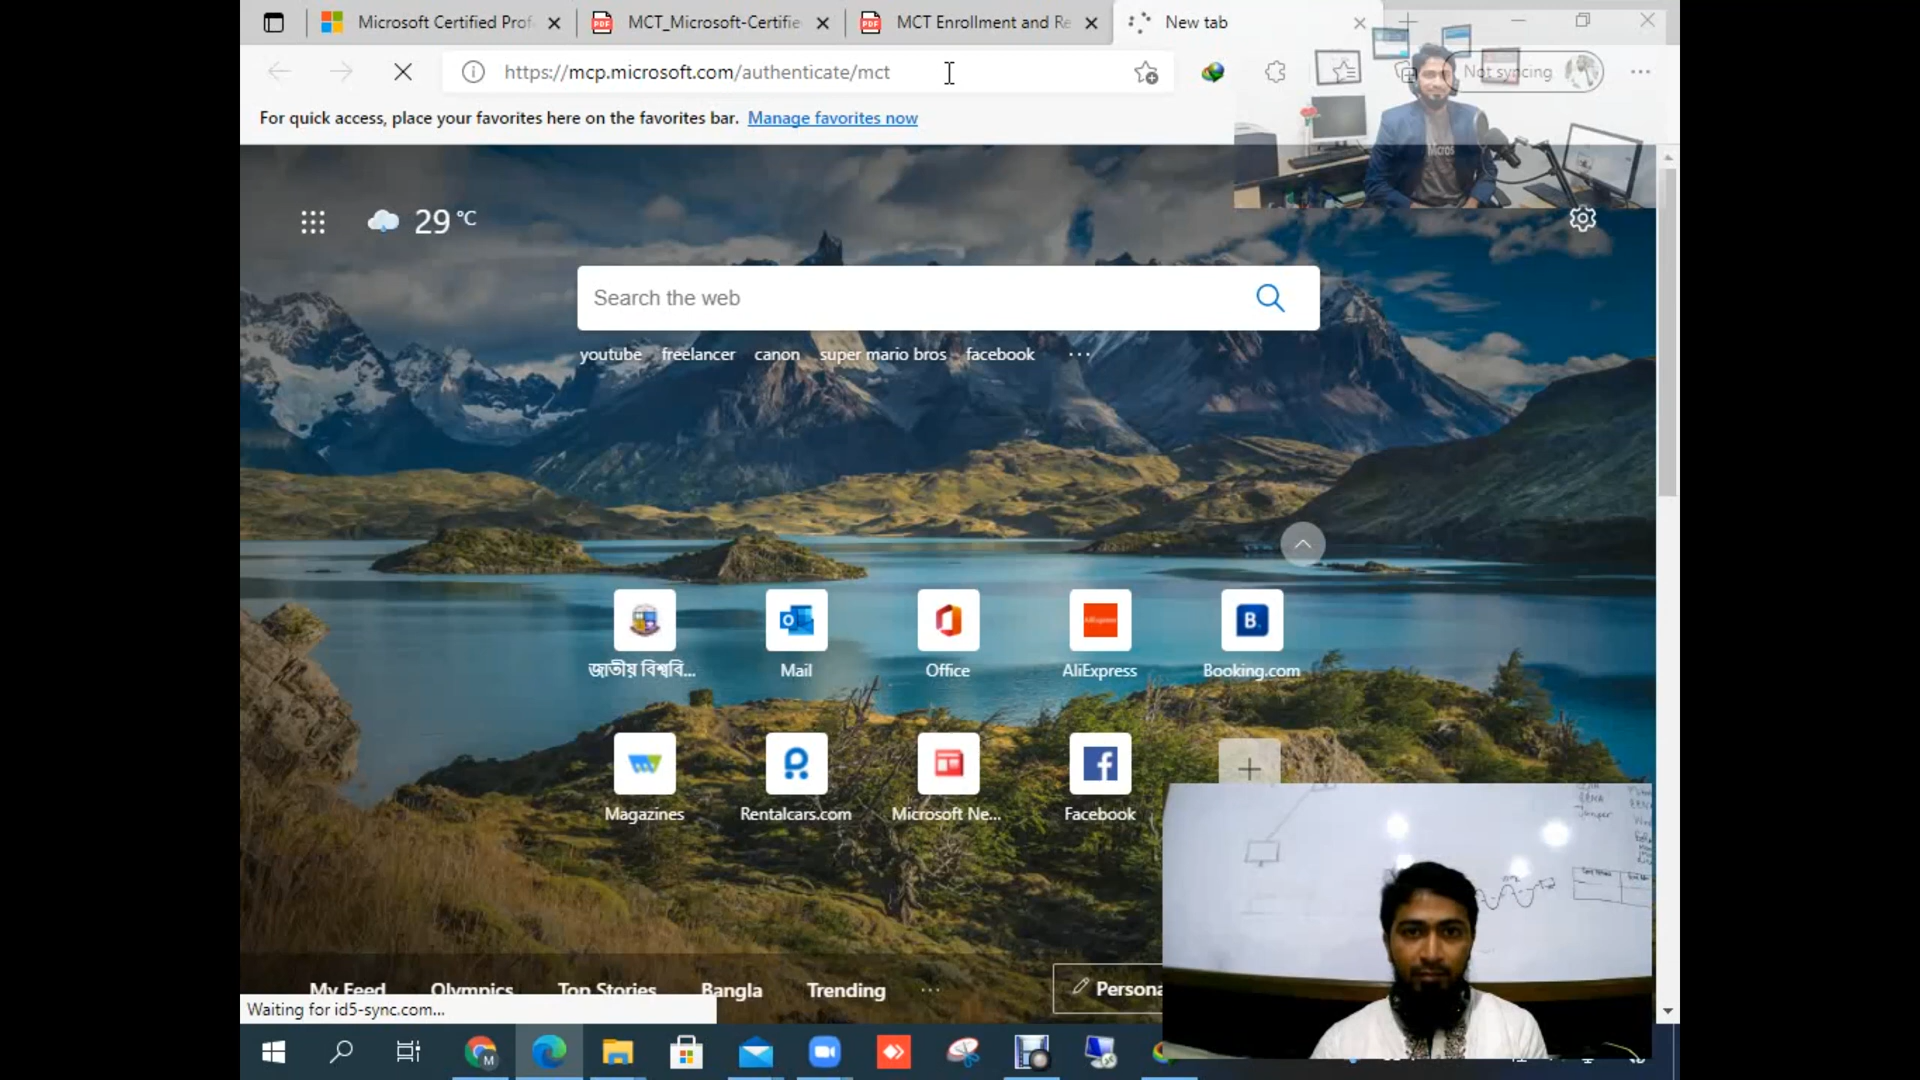 Microsoft Certified Prof
MCT_Microsoft-Certifie
MCT Enrollment and Re
New tab
https://mcp.microsoft.com/authenticate/mct
Not syncing
For quick access, place your favorites here on the favorites bar. Manage favorites now
Micros
29 °C
Search the web
youtube freelancer canon super mario bros facebook ...
জাতীয় বিশ্ববি...
Mail
Office
AliExpress
Booking.com
Magazines
Rentalcars.com
Microsoft Ne...
Facebook
My Feed Olympics Top Stories Bangla Trending ...
Persona
Waiting for id5-sync.com...